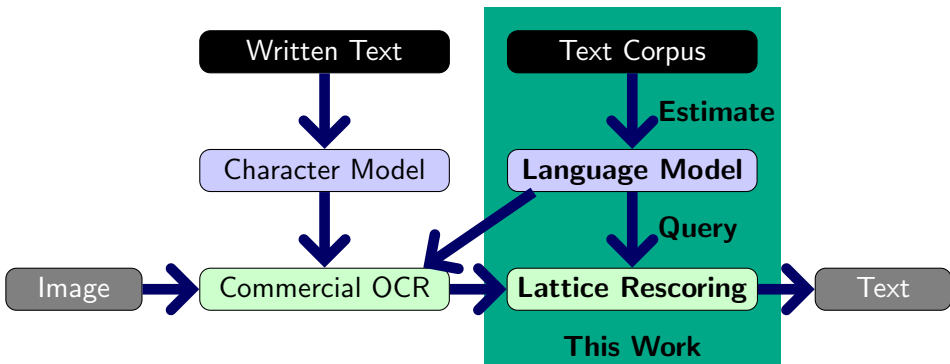 Written Text
Text Corpus
Estimate
Character Model
Language Model
Query
Image
Commercial OCR
Lattice Rescoring
Text
This Work